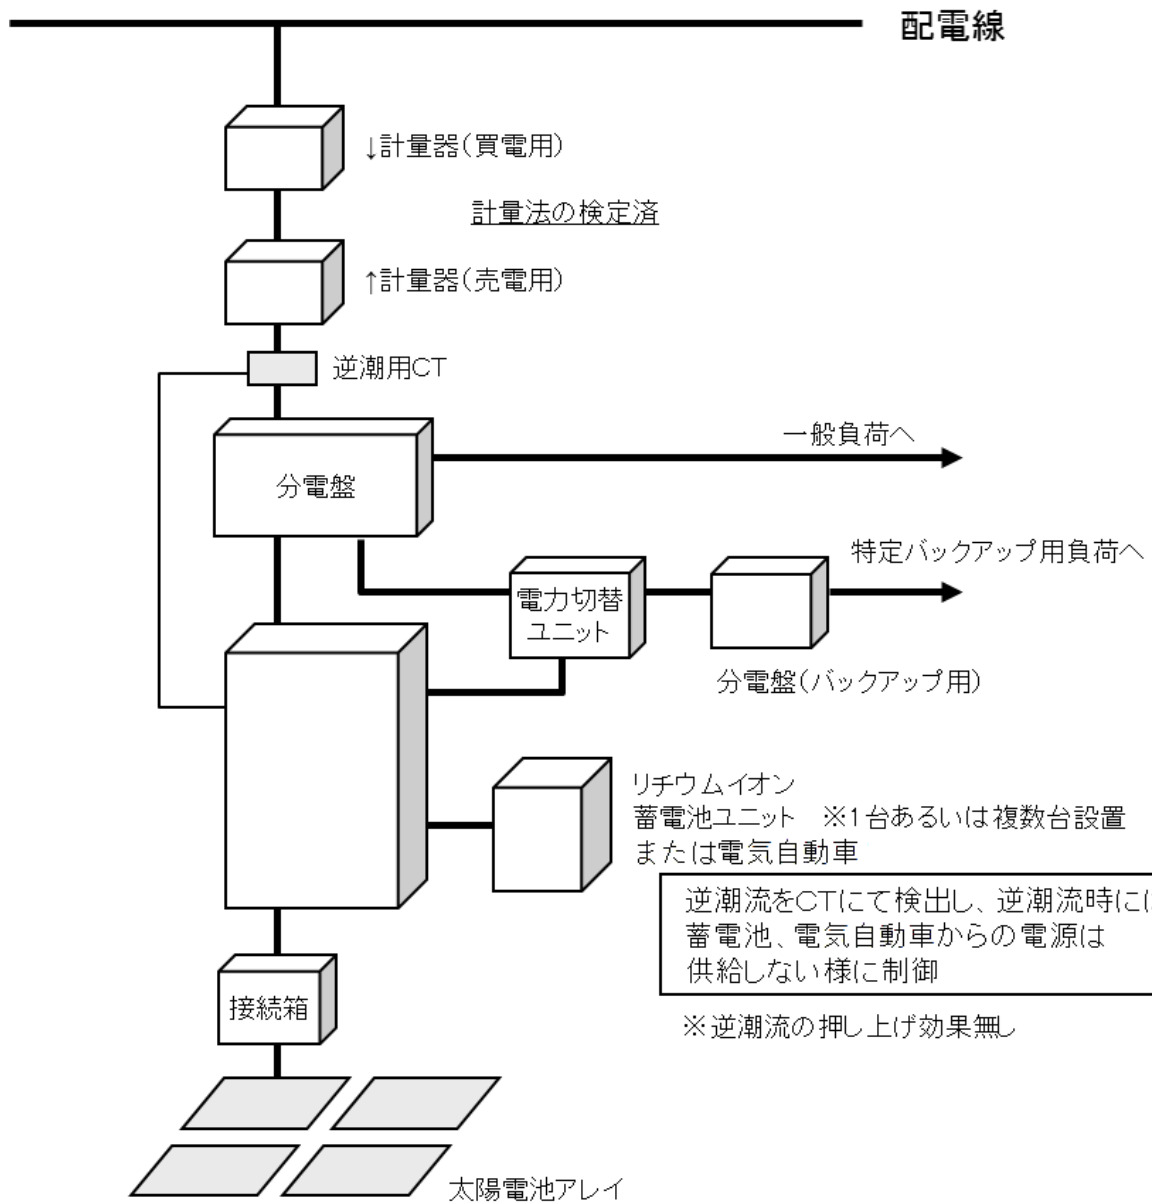 配電線
↓計量器(買電用)
計量法の検定済
↑計量器(売電用)
逆潮用CT
一般負荷へ
分電盤
特定バックアップ用負荷へ
電力切替
ユニット
分電盤(バックアップ用)
リチウムイオン
蓄電池ユニット ※1台あるいは複数台設置
または電気自動車
逆潮流をCTにて検出し、逆潮流時には
蓄電池、電気自動車からの電源は
供給しない様に制御
接続箱
※逆潮流の押し上げ効果無し
太陽電池アレイ